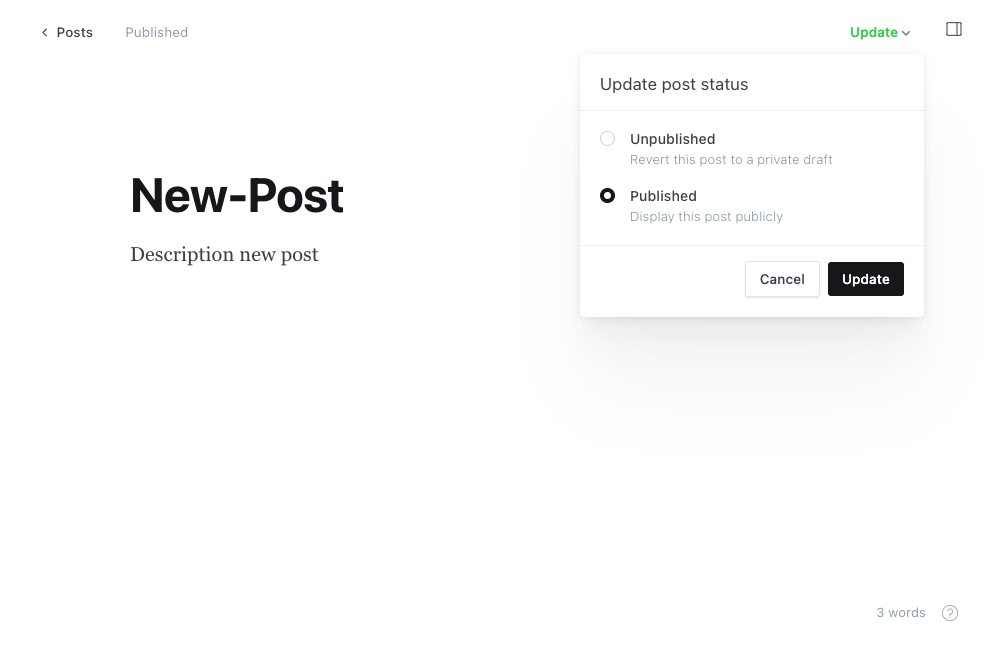 Posts
Published
Update
Update post status
Unpublished
Revert this post to a private draft
Published
Display this post publicly
Cancel
Update
New-Post
Description new post
3 words
?